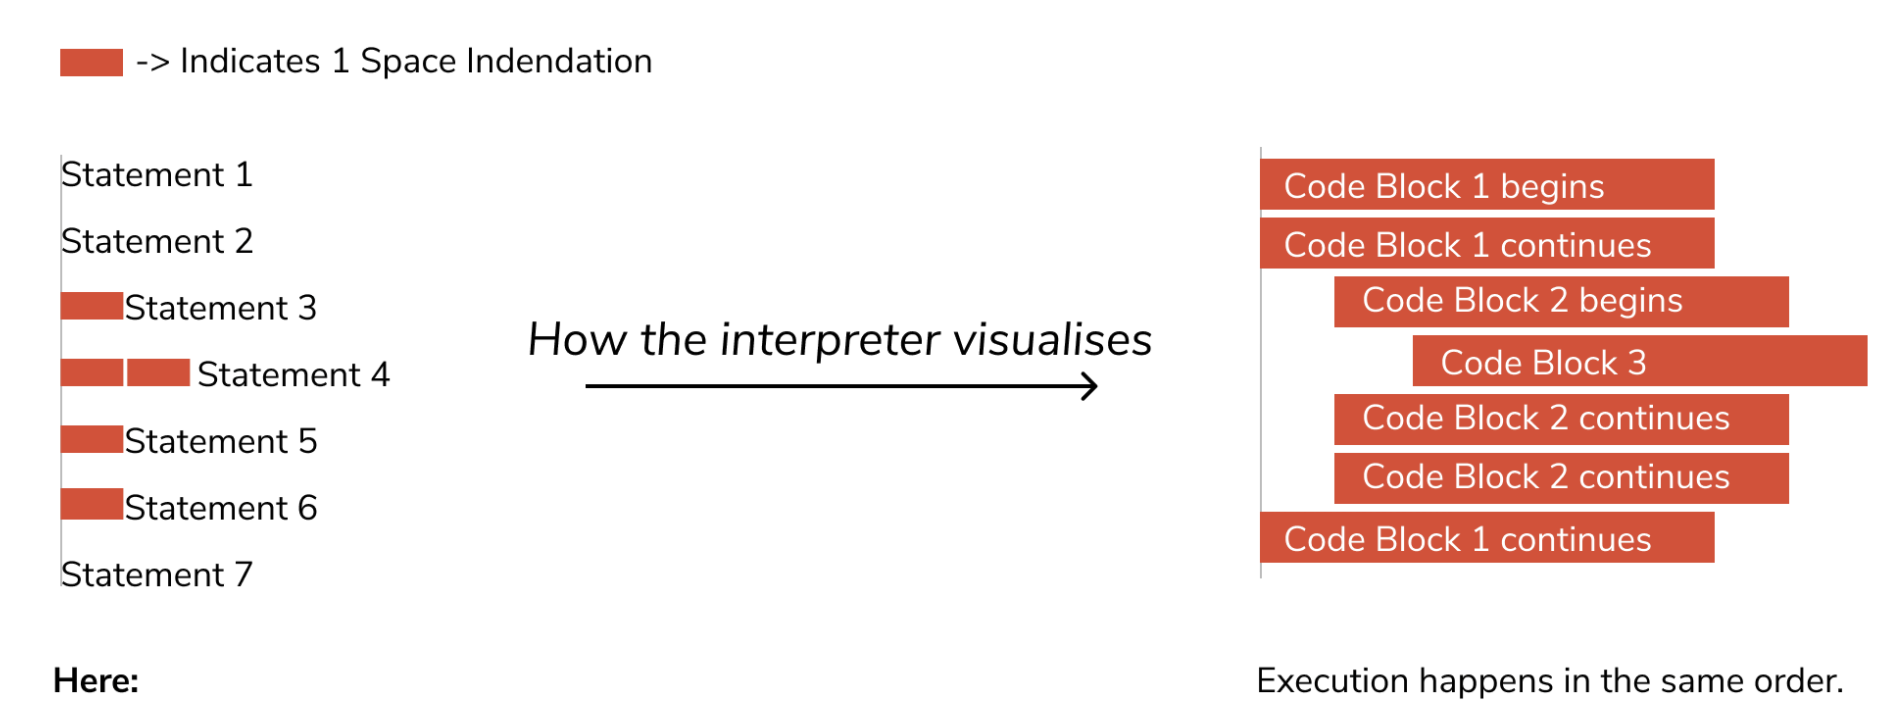 -> Indicates 1 Space Indendation
Statement 1
Statement 2
Statement 3
Statement 4
Statement 5
Statement 6
Statement 7
How the interpreter visualises
Code Block 1 begins
Code Block 1 continues
Code Block 2 begins
Code Block 3
Code Block 2 continues
Code Block 2 continues
Code Block 1 continues
Here:
Execution happens in the same order.